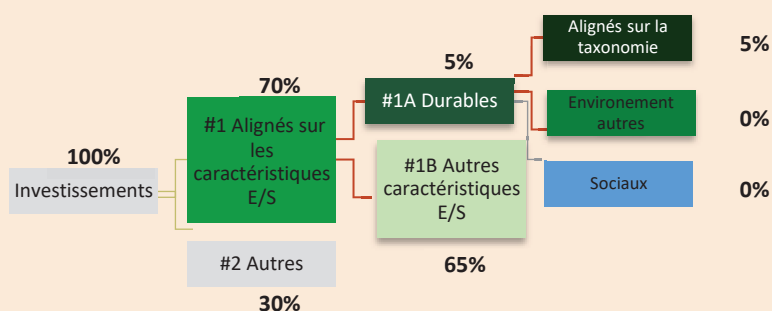 100%
Investissements
70%
#1 Alignés sur
les
caractéristiques
E/S
#2 Autres
30%
5%
#1A Durables
#1B Autres
caractéristiques
E/S
65%
Alignés sur la
taxonomie
5%
Environement
autres
0%
Sociaux
0%